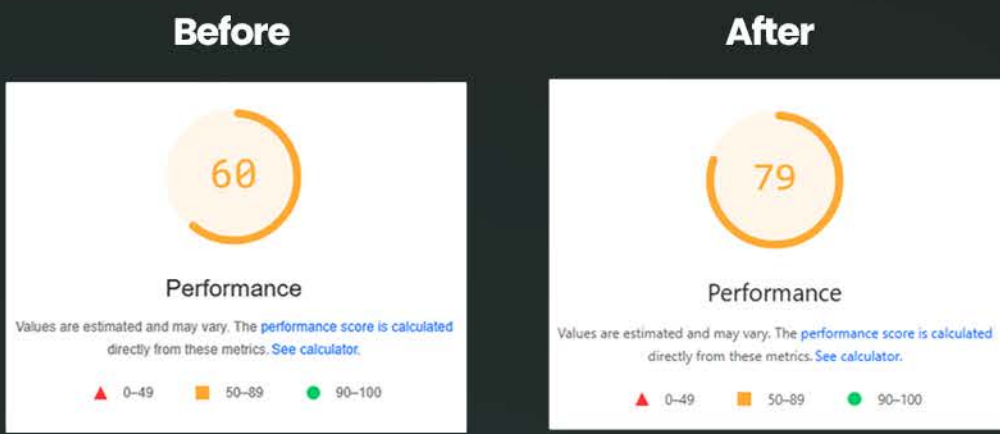 Before
60
Performance
Values are estimated and may vary. The performance score is calculated
directly from these metrics. See calculator.
0–49 50–89 90–100
After
79
Performance
Values are estimated and may vary. The performance score is calculated
directly from these metrics. See calculator.
0–49 50–89 90–100